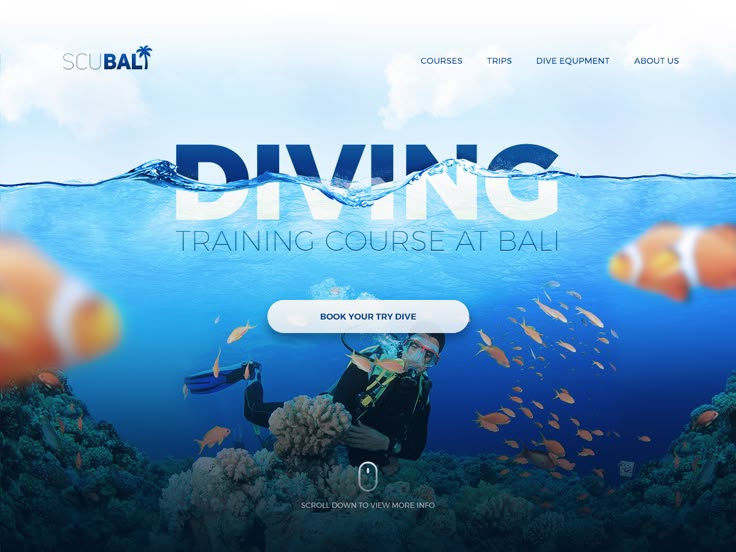 SCUBALI
COURSES
TRIPS
DIVE EQUPMENT
ABOUT US
DIVING
TRAINING COURSE AT BALI
BOOK YOUR TRY DIVE
SCROLL DOWN TO VIEW MORE INFO